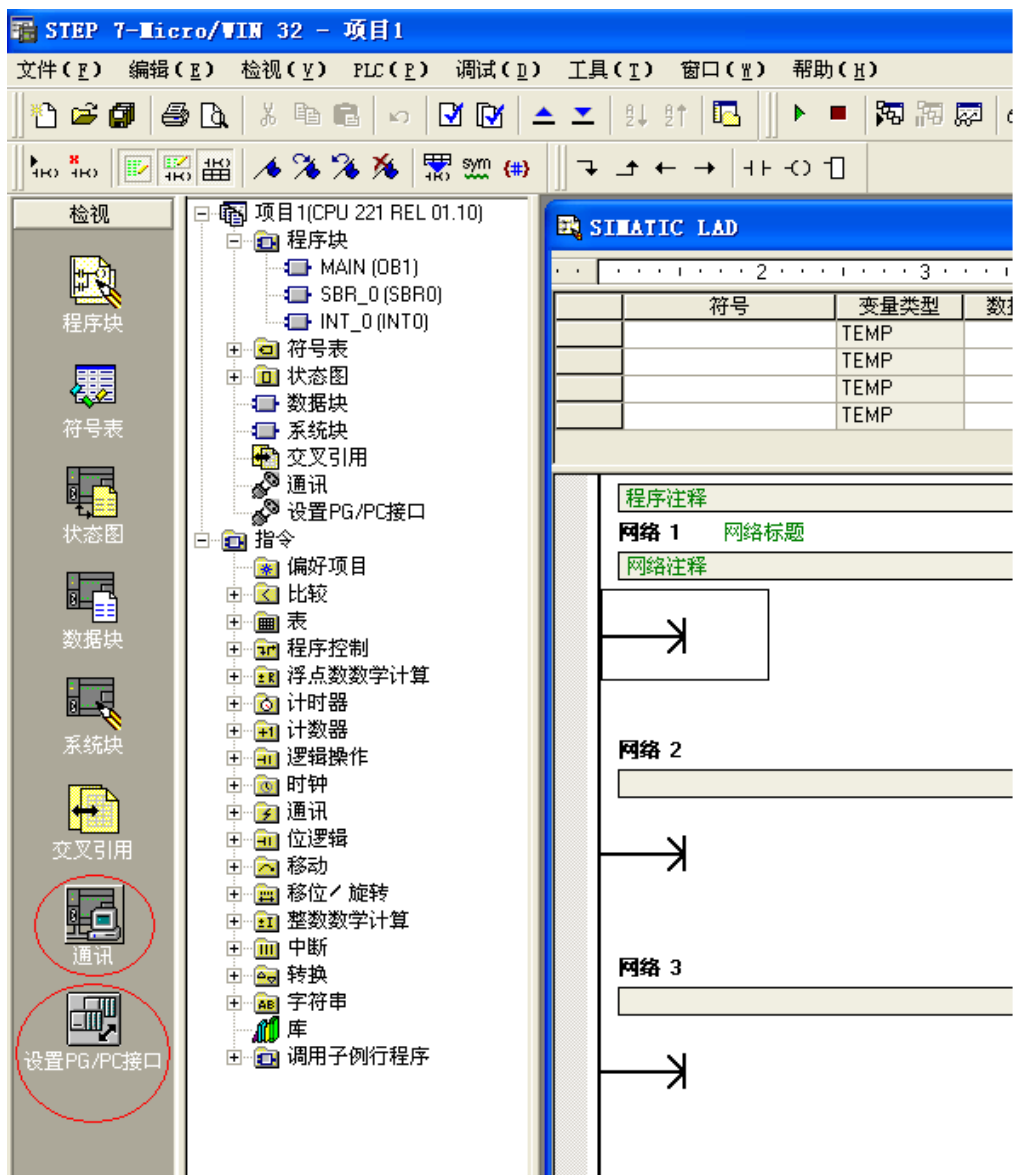 STEP 7-Micro/WIN 32 - 项目1
文件(F) 编辑(E) 检视(V) PLC(P) 调试(D) 工具(T) 窗口(W) 帮助(H)
sym
检视
程序块
符号表
状态图
数据块
系统块
交叉引用
通讯
设置PG/PC接口
项目1(CPU 221 REL 01.10)
程序块
MAIN (OB1)
SBR_0 (SBR0)
INT_0 (INT0)
符号表
状态图
数据块
系统块
交叉引用
通讯
设置PG/PC接口
指令
偏好项目
比较
表
程序控制
浮点数数学计算
计时器
计数器
逻辑操作
时钟
通讯
位逻辑
移动
移位/旋转
整数数学计算
中断
转换
字符串
库
调用子例行程序
SIMATIC LAD
2 3
符号 变量类型 数据
TEMP
TEMP
TEMP
TEMP
程序注释
网络 1 网络标题
网络注释
网络 2
网络 3